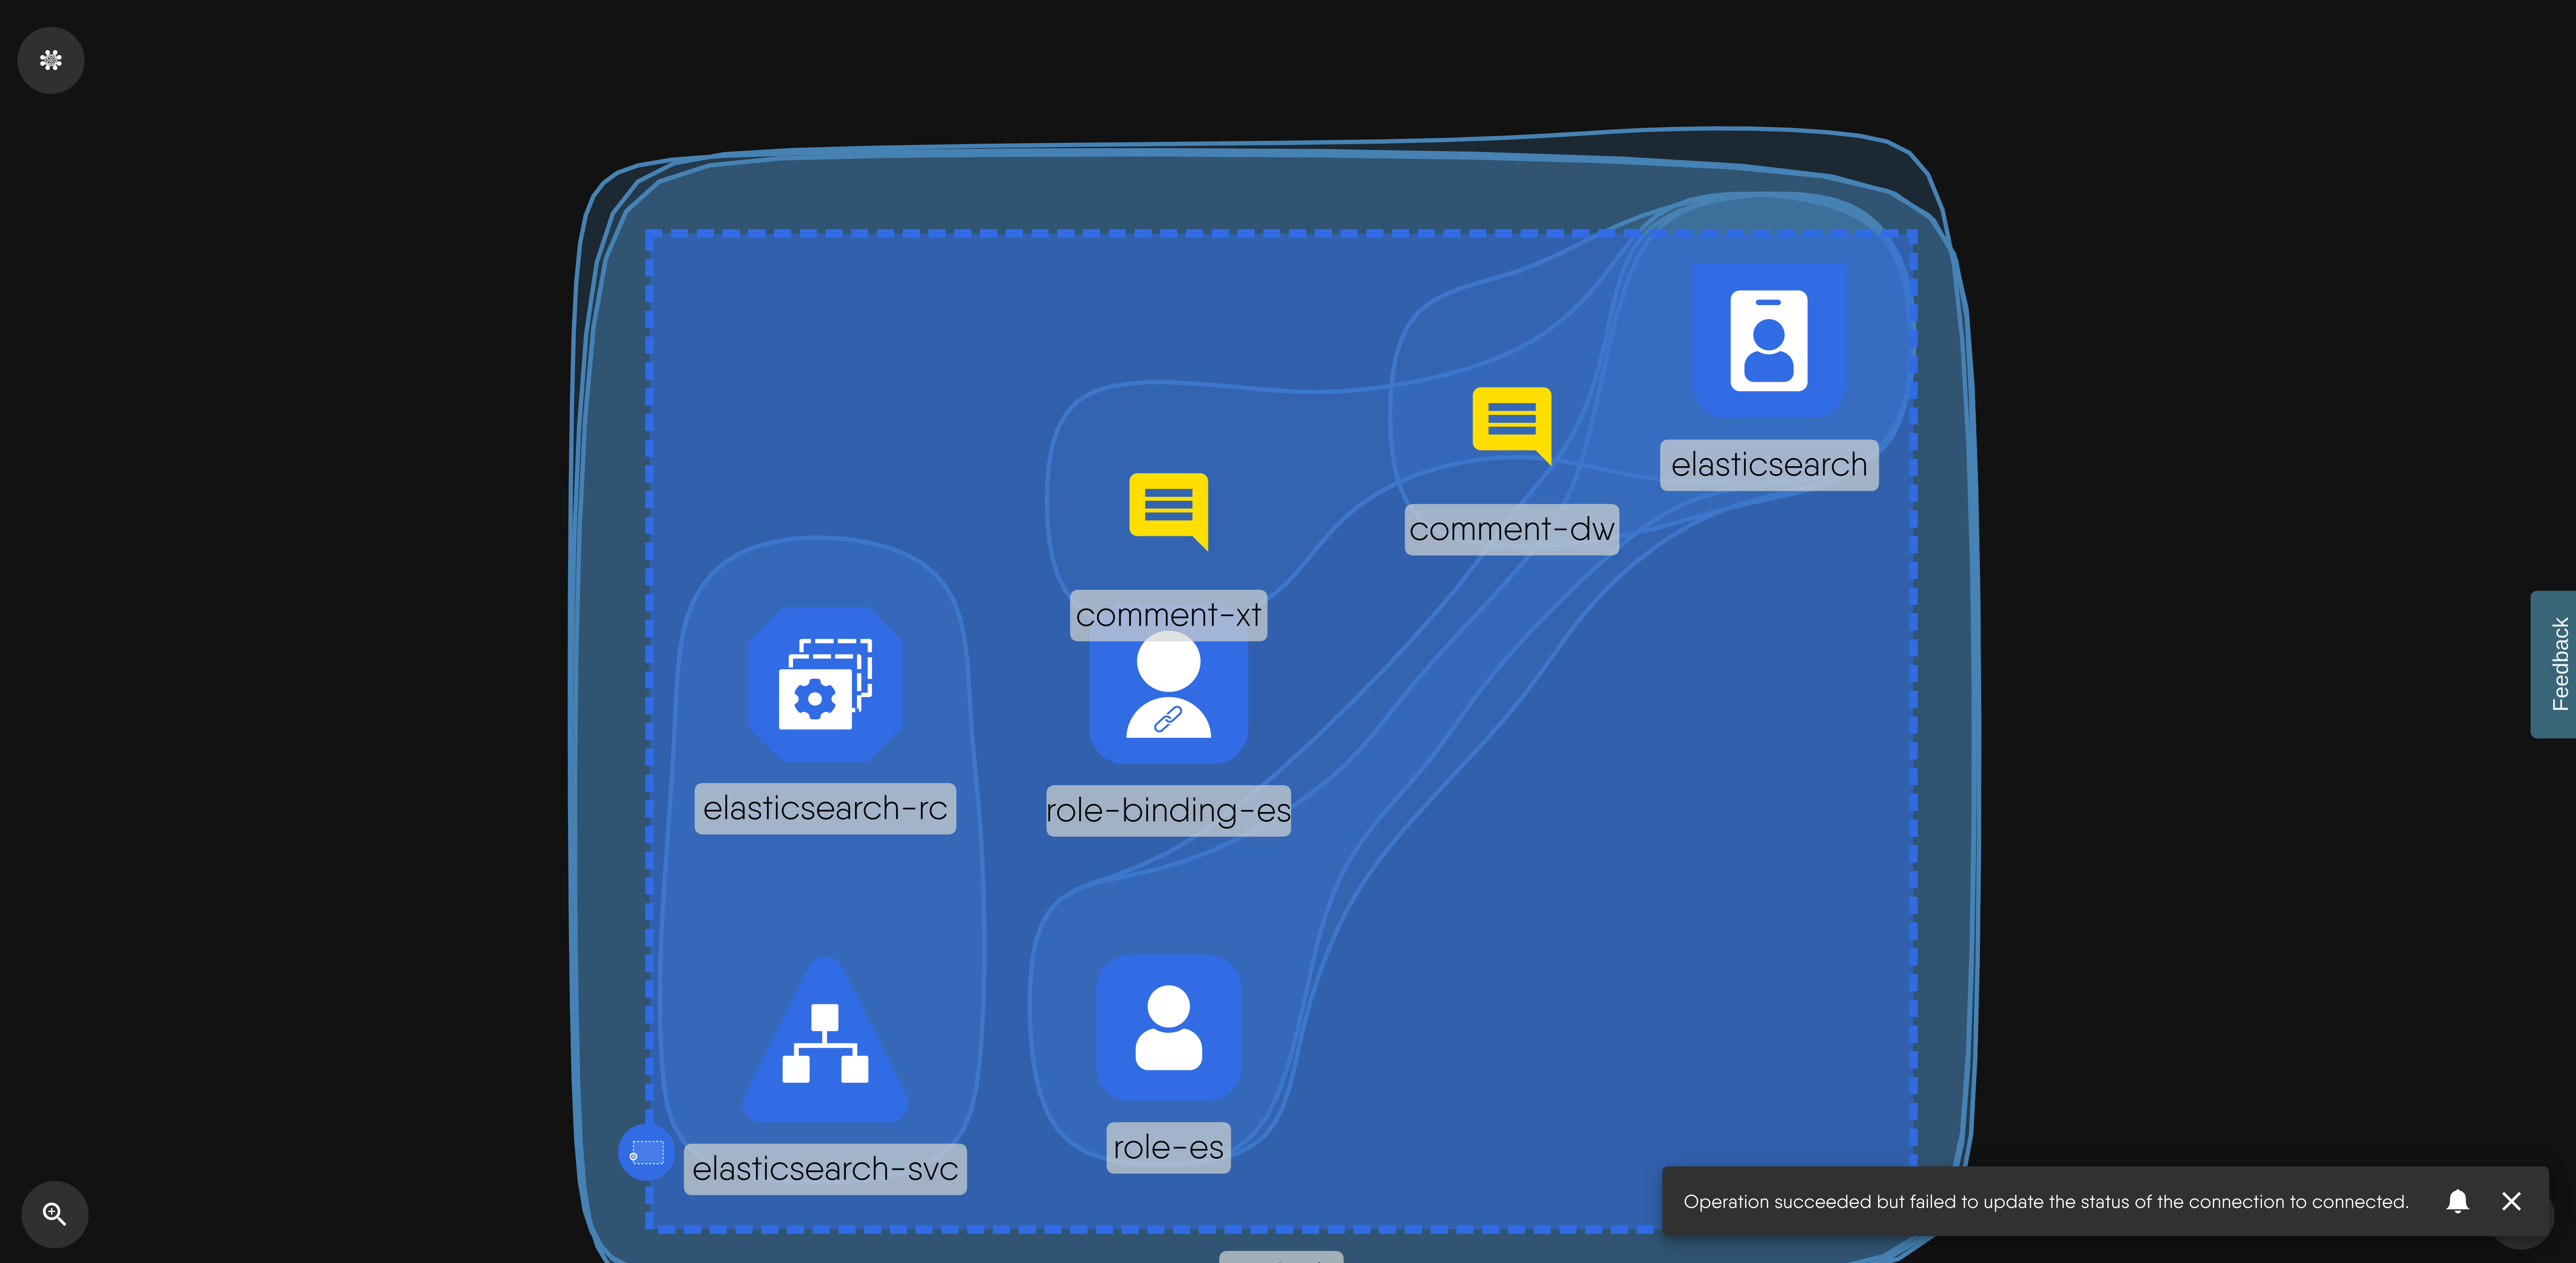 elasticsearch
comment-dw
comment-xt
elasticsearch-rc
role-binding-es
role-es
elasticsearch-svc
Feedback
Operation succeeded but failed to update the status of the connection to connected.